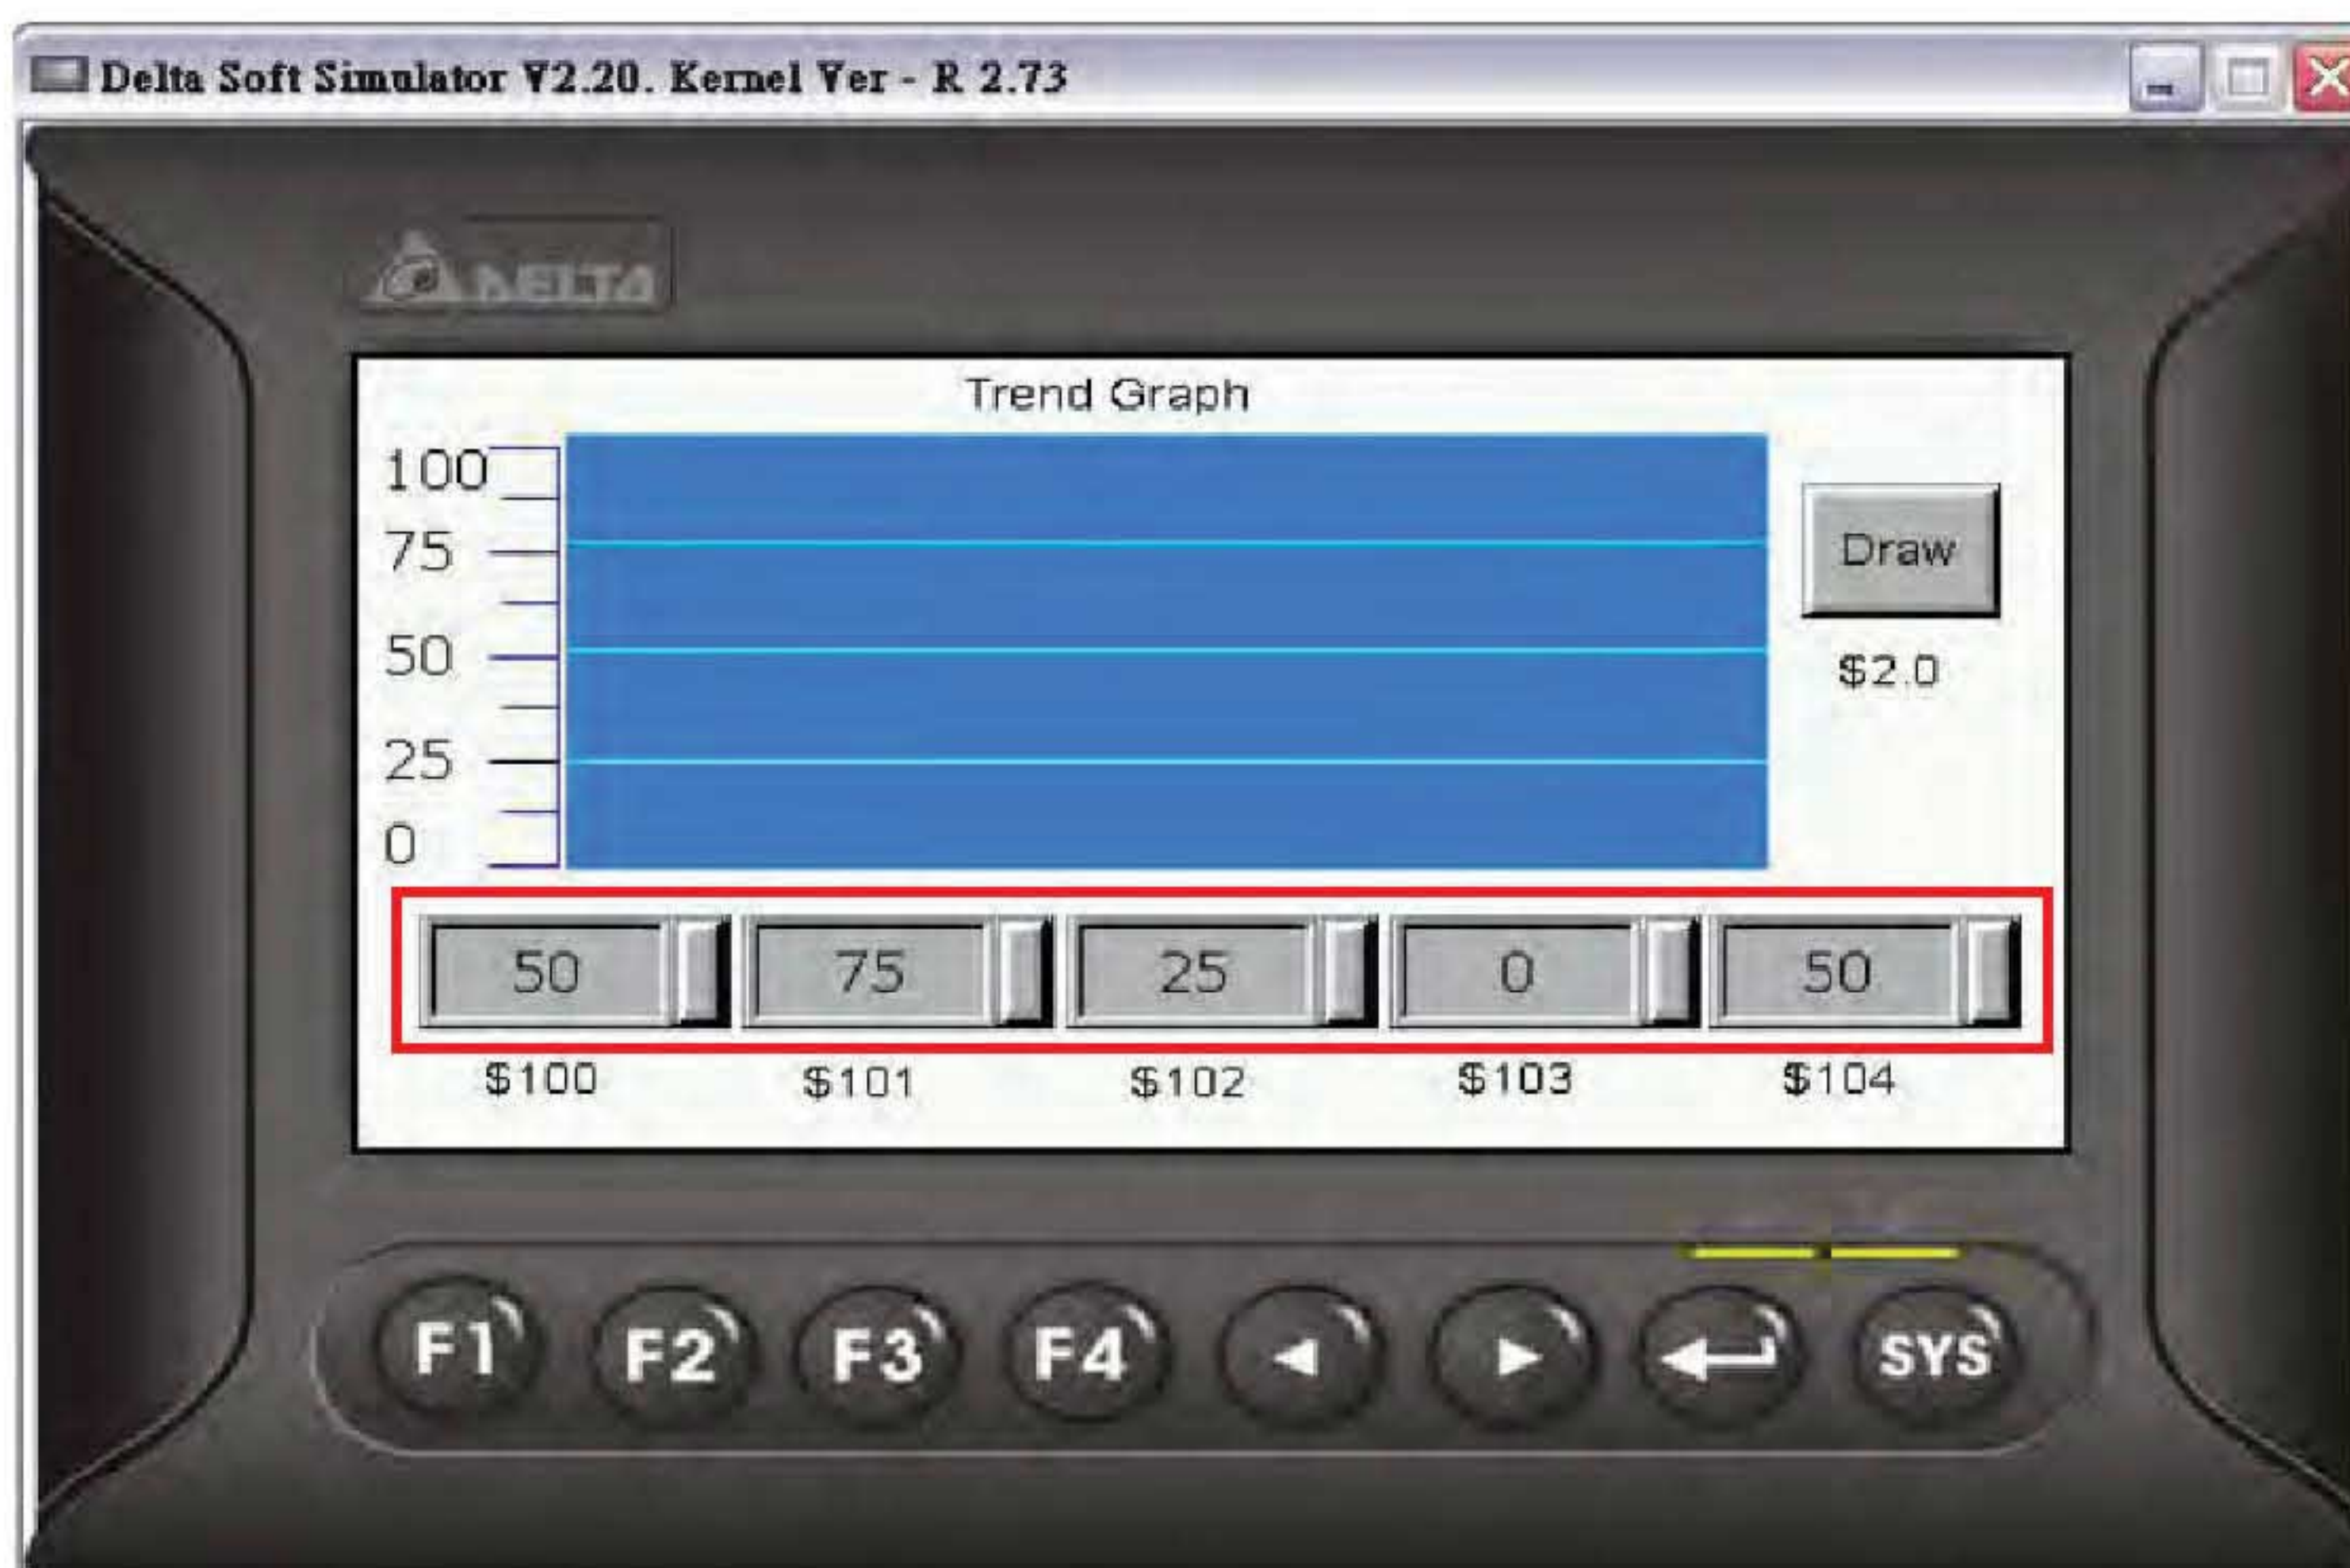 Delta Soft Simulator V2.20. Kernel Ver - R 2.73
DELTA
Trend Graph
100
75
50
25
0
Draw
$2.0
50 75 25 0 50
$100 $101 $102 $103 $104
F1 F2 F3 F4 SYS